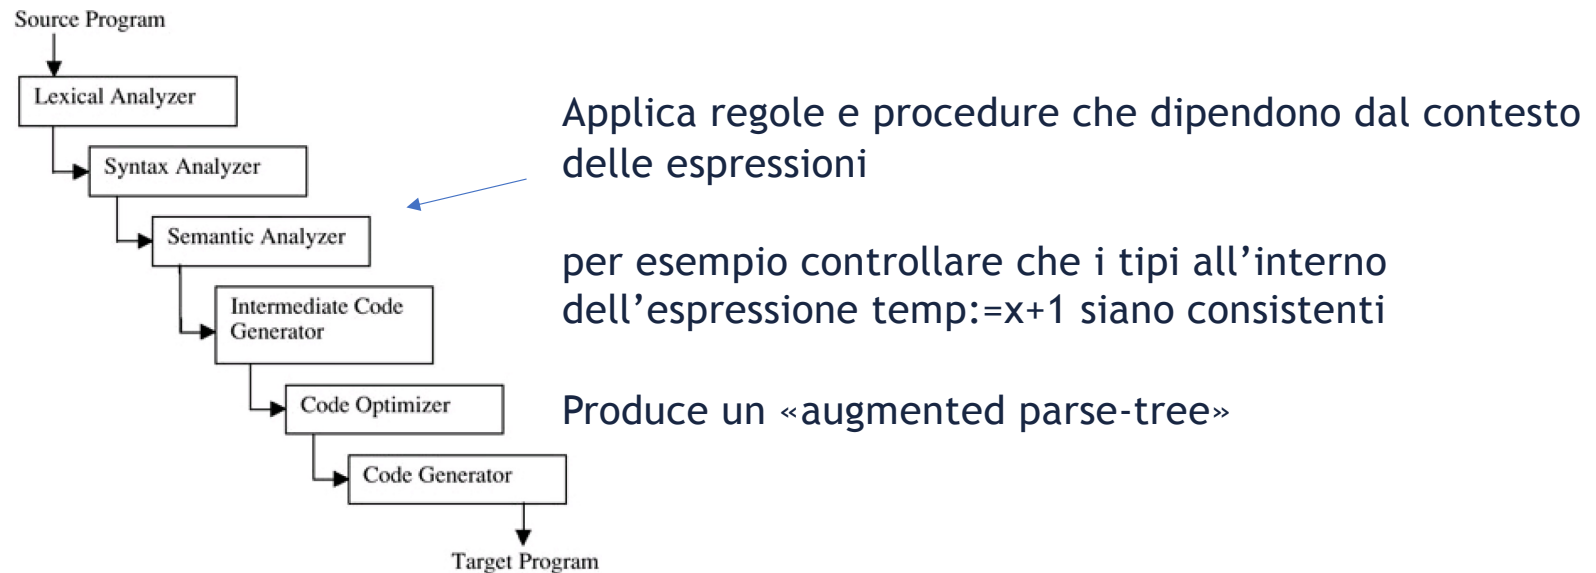 Source Program
Lexical Analyzer
Syntax Analyzer
Semantic Analyzer
Intermediate Code
Generator
Code Optimizer
Code Generator
Target Program
Applica regole e procedure che dipendono dal contesto
delle espressioni
per esempio controllare che i tipi all’interno
dell’espressione temp:=x+1 siano consistenti
Produce un «augmented parse-tree»